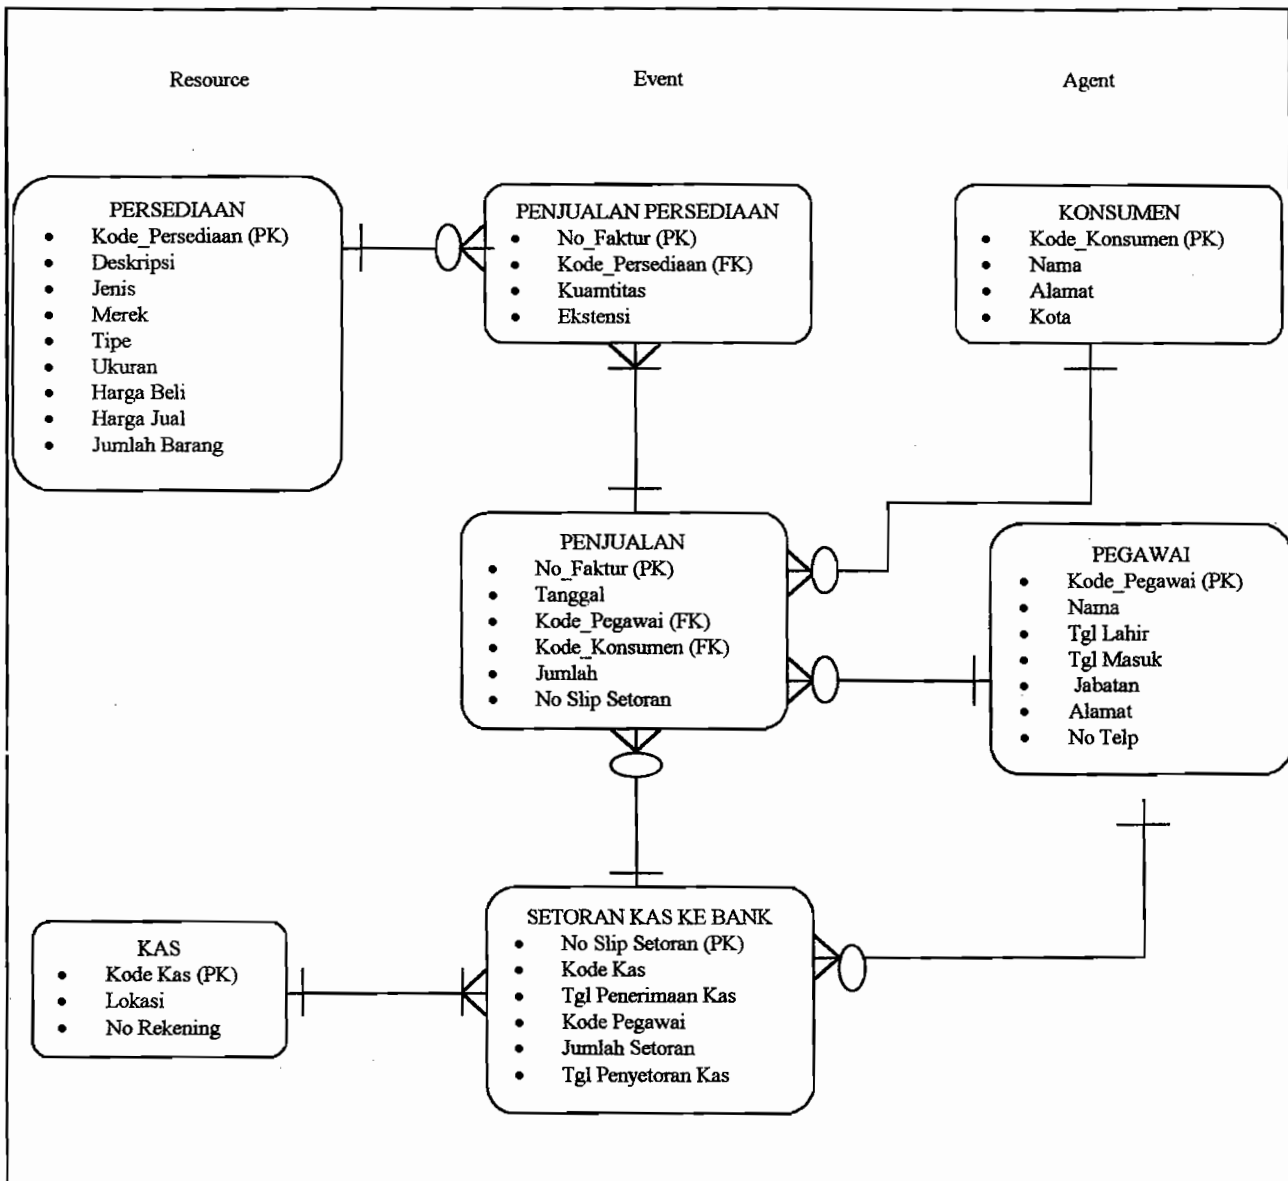 Resource
Event
Agent
PERSEDIAAN
• Kode_Persediaan (PK)
• Deskripsi
• Jenis
• Merek
• Tipe
• Ukuran
• Harga Beli
• Harga Jual
• Jumlah Barang
PENJUALAN PERSEDIAAN
• No_Faktur (PK)
• Kode_Persediaan (FK)
• Kuamtitas
• Ekstensi
KONSUMEN
• Kode_Konsumen (PK)
• Nama
• Alamat
• Kota
PENJUALAN
• No_Faktur (PK)
• Tanggal
• Kode_Pegawai (FK)
• Kode_Konsumen (FK)
• Jumlah
• No Slip Setoran
PEGAWAI
• Kode_Pegawai (PK)
• Nama
• Tgl Lahir
• Tgl Masuk
• Jabatan
• Alamat
• No Telp
KAS
• Kode Kas (PK)
• Lokasi
• No Rekening
SETORAN KAS KE BANK
• No Slip Setoran (PK)
• Kode Kas
• Tgl Penerimaan Kas
• Kode Pegawai
• Jumlah Setoran
• Tgl Penyetoran Kas